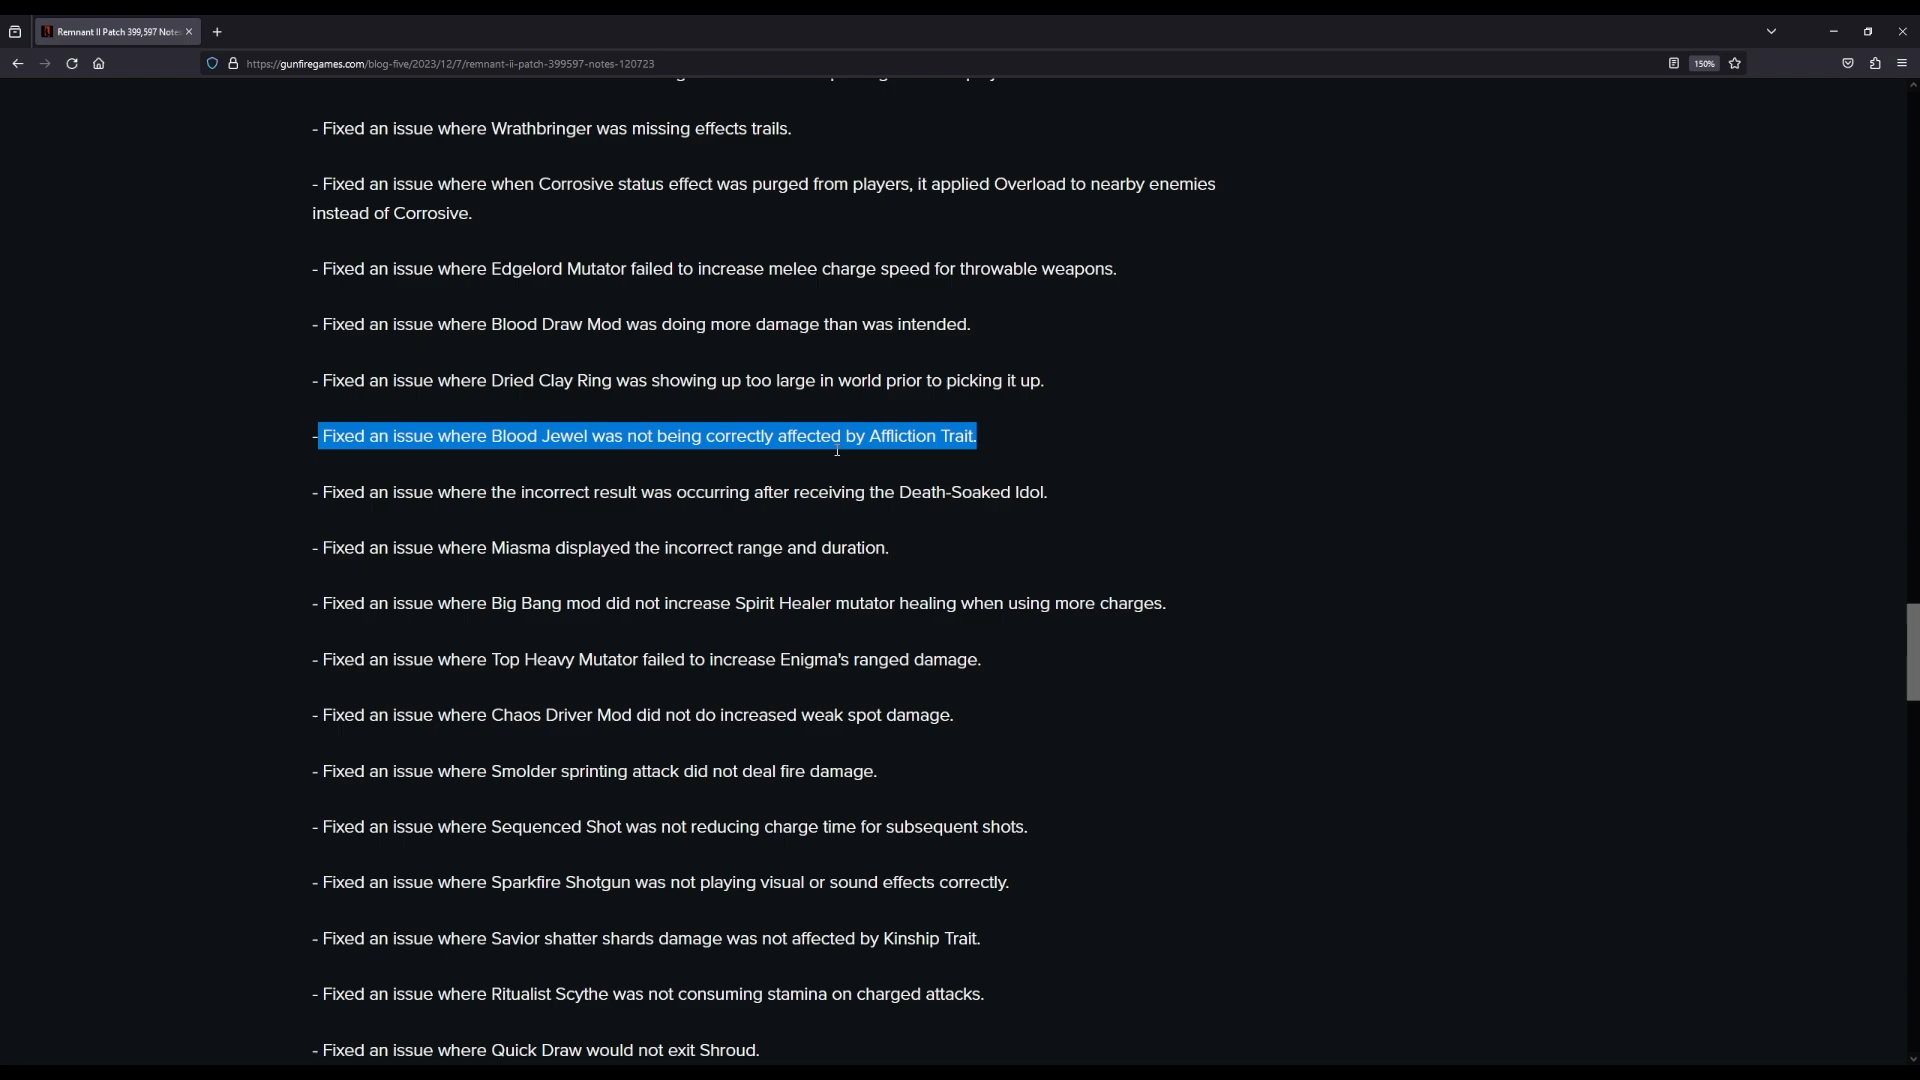 Remnant II Patch 399,597 Notes
https://gunfiregames.com/blog-five/2023/12/7/remnant-ii-patch-399597-notes-120723
150%
- Fixed an issue where Wrathbringer was missing effects trails.
- Fixed an issue where when Corrosive status effect was purged from players, it applied Overload to nearby enemies
instead of Corrosive.
- Fixed an issue where Edgelord Mutator failed to increase melee charge speed for throwable weapons.
- Fixed an issue where Blood Draw Mod was doing more damage than was intended.
- Fixed an issue where Dried Clay Ring was showing up too large in world prior to picking it up.
- Fixed an issue where Blood Jewel was not being correctly affected by Affliction Trait.
- Fixed an issue where the incorrect result was occurring after receiving the Death-Soaked Idol.
- Fixed an issue where Miasma displayed the incorrect range and duration.
- Fixed an issue where Big Bang mod did not increase Spirit Healer mutator healing when using more charges.
- Fixed an issue where Top Heavy Mutator failed to increase Enigma's ranged damage.
- Fixed an issue where Chaos Driver Mod did not do increased weak spot damage.
- Fixed an issue where Smolder sprinting attack did not deal fire damage.
- Fixed an issue where Sequenced Shot was not reducing charge time for subsequent shots.
- Fixed an issue where Sparkfire Shotgun was not playing visual or sound effects correctly.
- Fixed an issue where Savior shatter shards damage was not affected by Kinship Trait.
- Fixed an issue where Ritualist Scythe was not consuming stamina on charged attacks.
- Fixed an issue where Quick Draw would not exit Shroud.